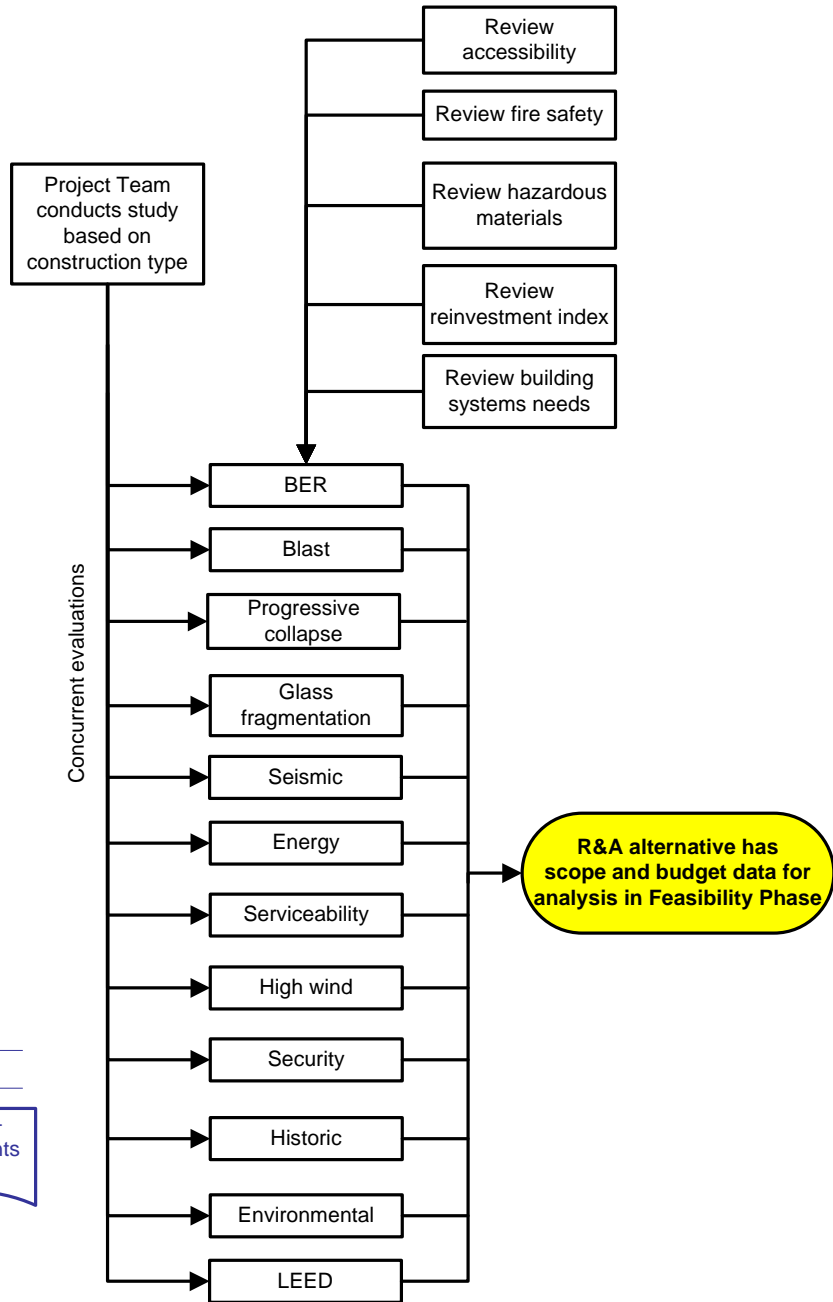 Review
accessibility
Review fire safety
Project Team
conducts study
based on
construction type
Review hazardous
materials
Review
reinvestment index
Review building
systems needs
Concurrent evaluations
BER
Blast
Progressive
collapse
Glass
fragmentation
Seismic
Energy
Serviceability
High wind
Security
Historic
Environmental
LEED
R&A alternative has
scope and budget data for
analysis in Feasibility Phase